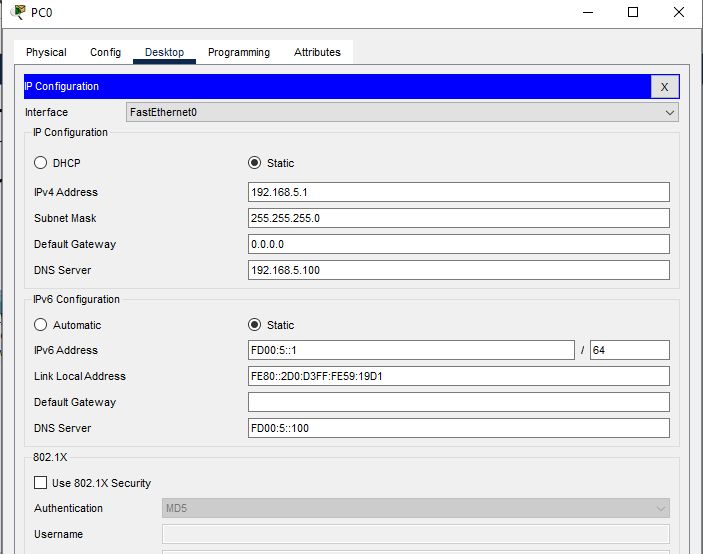 PC0
Physical Config Desktop Programming Attributes
IP Configuration X
Interface FastEthernet0
IP Configuration
DHCP Static
IPv4 Address 192.168.5.1
Subnet Mask 255.255.255.0
Default Gateway 0.0.0.0
DNS Server 192.168.5.100
IPv6 Configuration
Automatic Static
IPv6 Address FD00:5::1 / 64
Link Local Address FE80::2D0:D3FF:FE59:19D1
Default Gateway
DNS Server FD00:5::100
802.1X
Use 802.1X Security
Authentication MD5
Username